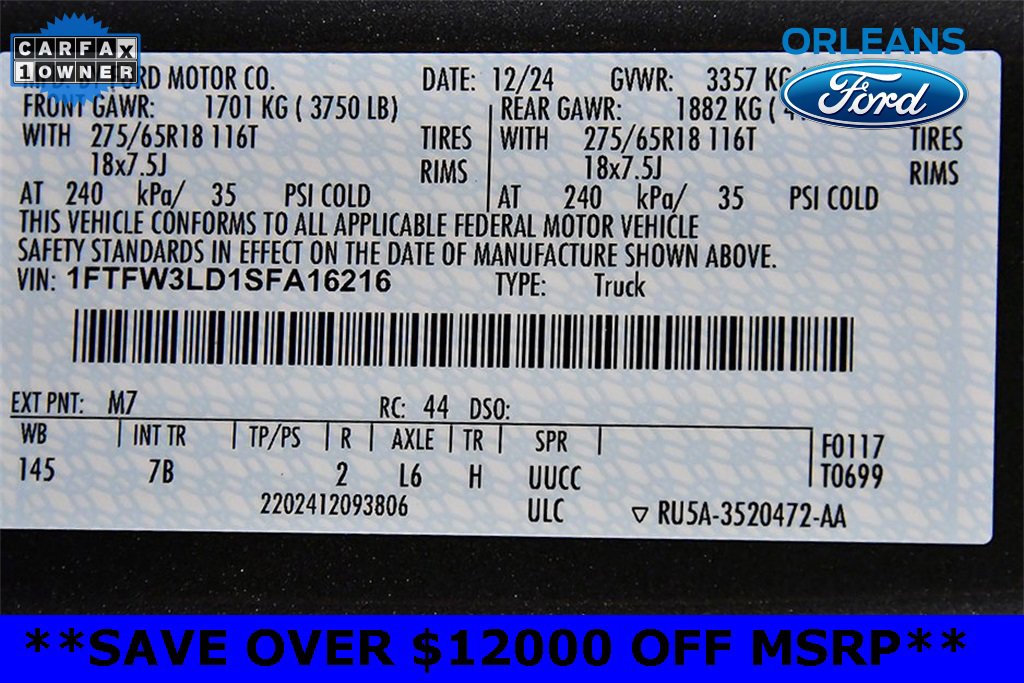 CARFAX
1 OWNER
ORLEANS
Ford
FORD MOTOR CO. DATE: 12/24 GVWR: 3357 KG
FRONT GAWR: 1701 KG ( 3750 LB) REAR GAWR: 1882 KG (
WITH 275/65R18 116T TIRES WITH 275/65R18 116T TIRES
18x7.5J RIMS 18x7.5J RIMS
AT 240 kPa/ 35 PSI COLD AT 240 kPa/ 35 PSI COLD
THIS VEHICLE CONFORMS TO ALL APPLICABLE FEDERAL MOTOR VEHICLE
SAFETY STANDARDS IN EFFECT ON THE DATE OF MANUFACTURE SHOWN ABOVE.
VIN: 1FTFW3LD1SFA16216 TYPE: Truck
EXT PNT: M7 RC: 44 DSO:
WB INT TR TP/PS R AXLE TR SPR F0117
145 7B 2 L6 H UUCC T0699
2202412093806 ULC ▽ RU5A-3520472-AA
**SAVE OVER $12000 OFF MSRP**